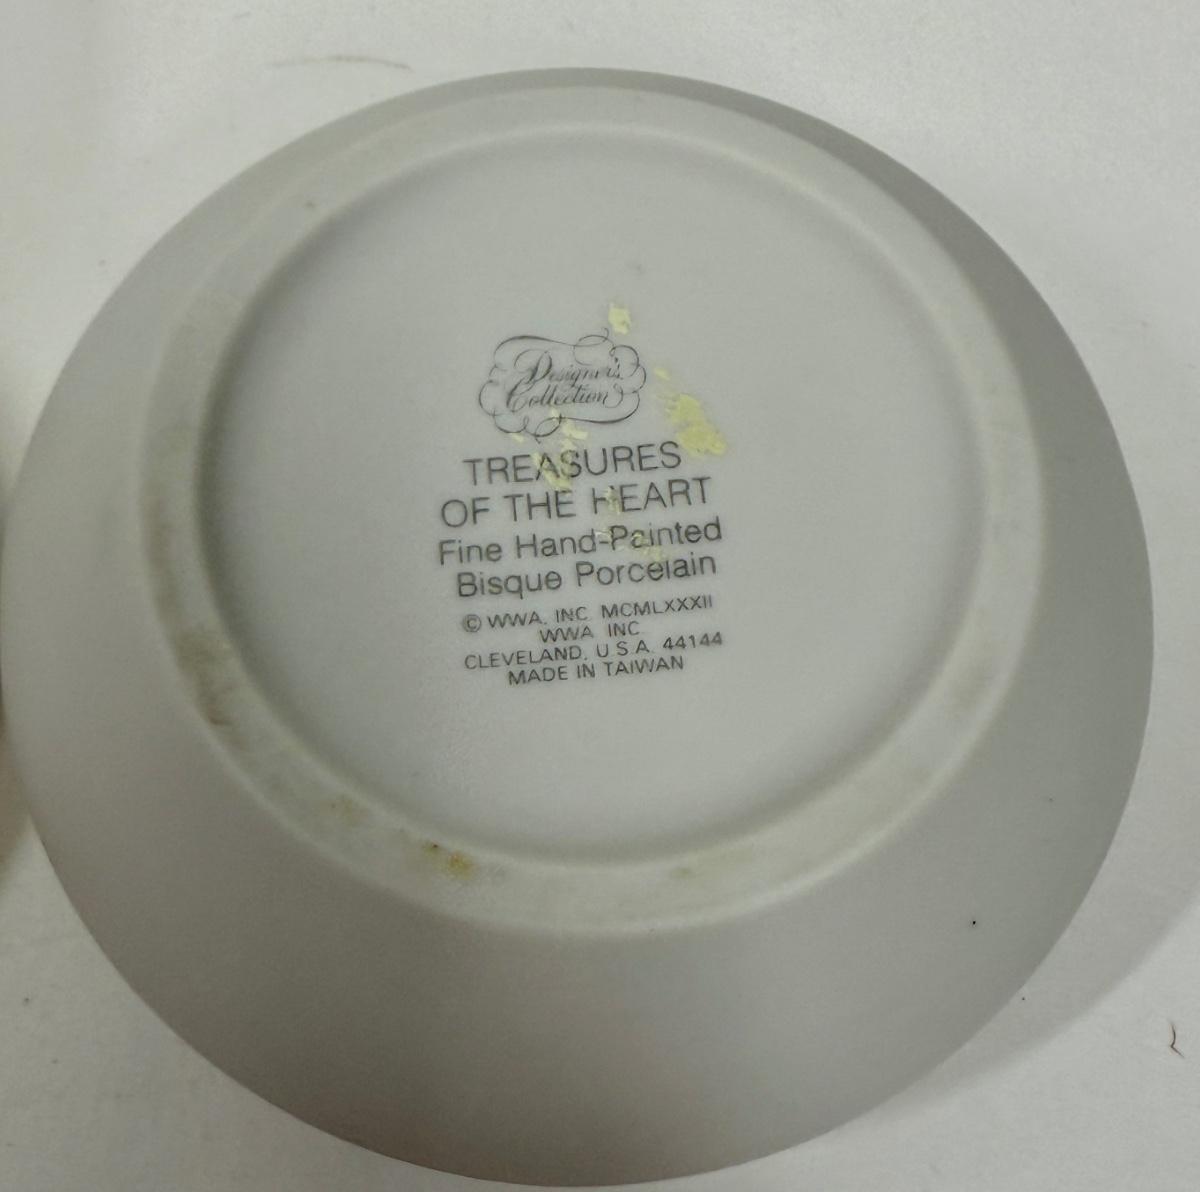 Designer's
Collection
TREASURES
OF THE HEART
Fine Hand-Painted
Bisque Porcelain
© WWA, INC. MCMLXXXII
WWA INC.
CLEVELAND, U.S.A. 44144
MADE IN TAIWAN